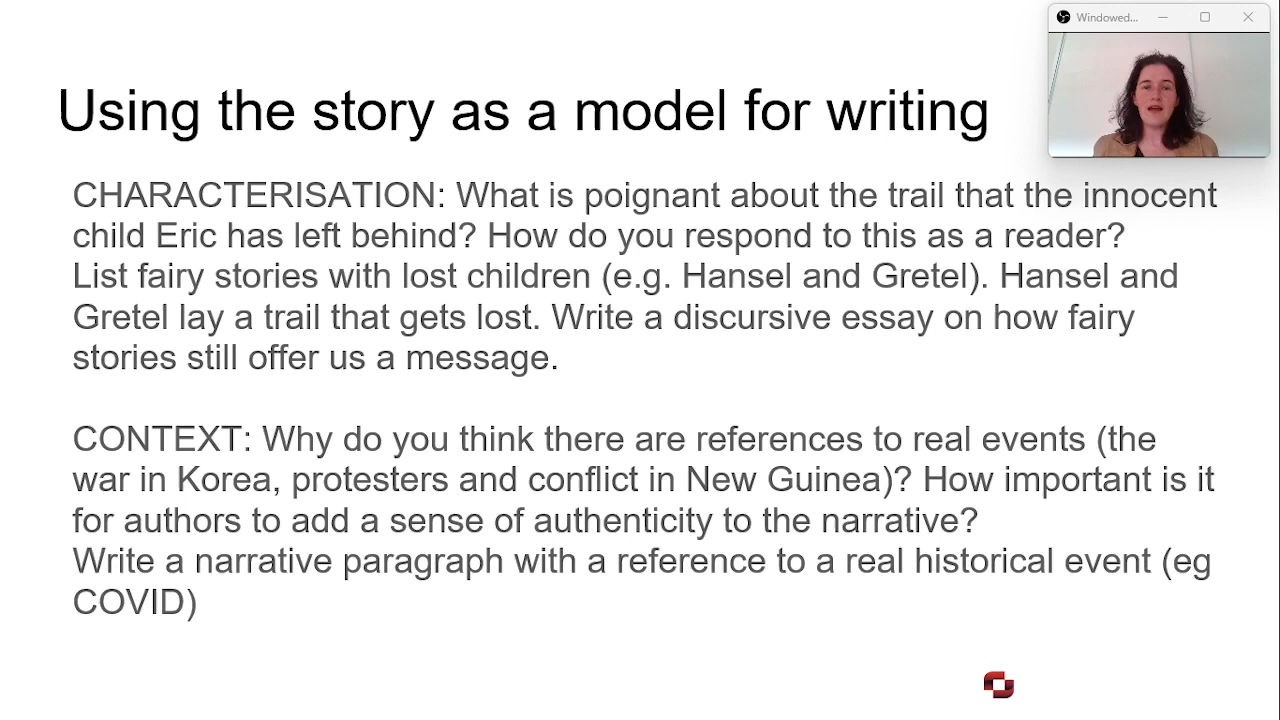 Windowed...
Using the story as a model for writing
CHARACTERISATION: What is poignant about the trail that the innocent
child Eric has left behind? How do you respond to this as a reader?
List fairy stories with lost children (e.g. Hansel and Gretel). Hansel and
Gretel lay a trail that gets lost. Write a discursive essay on how fairy
stories still offer us a message.
CONTEXT: Why do you think there are references to real events (the
war in Korea, protesters and conflict in New Guinea)? How important is it
for authors to add a sense of authenticity to the narrative?
Write a narrative paragraph with a reference to a real historical event (eg
COVID)